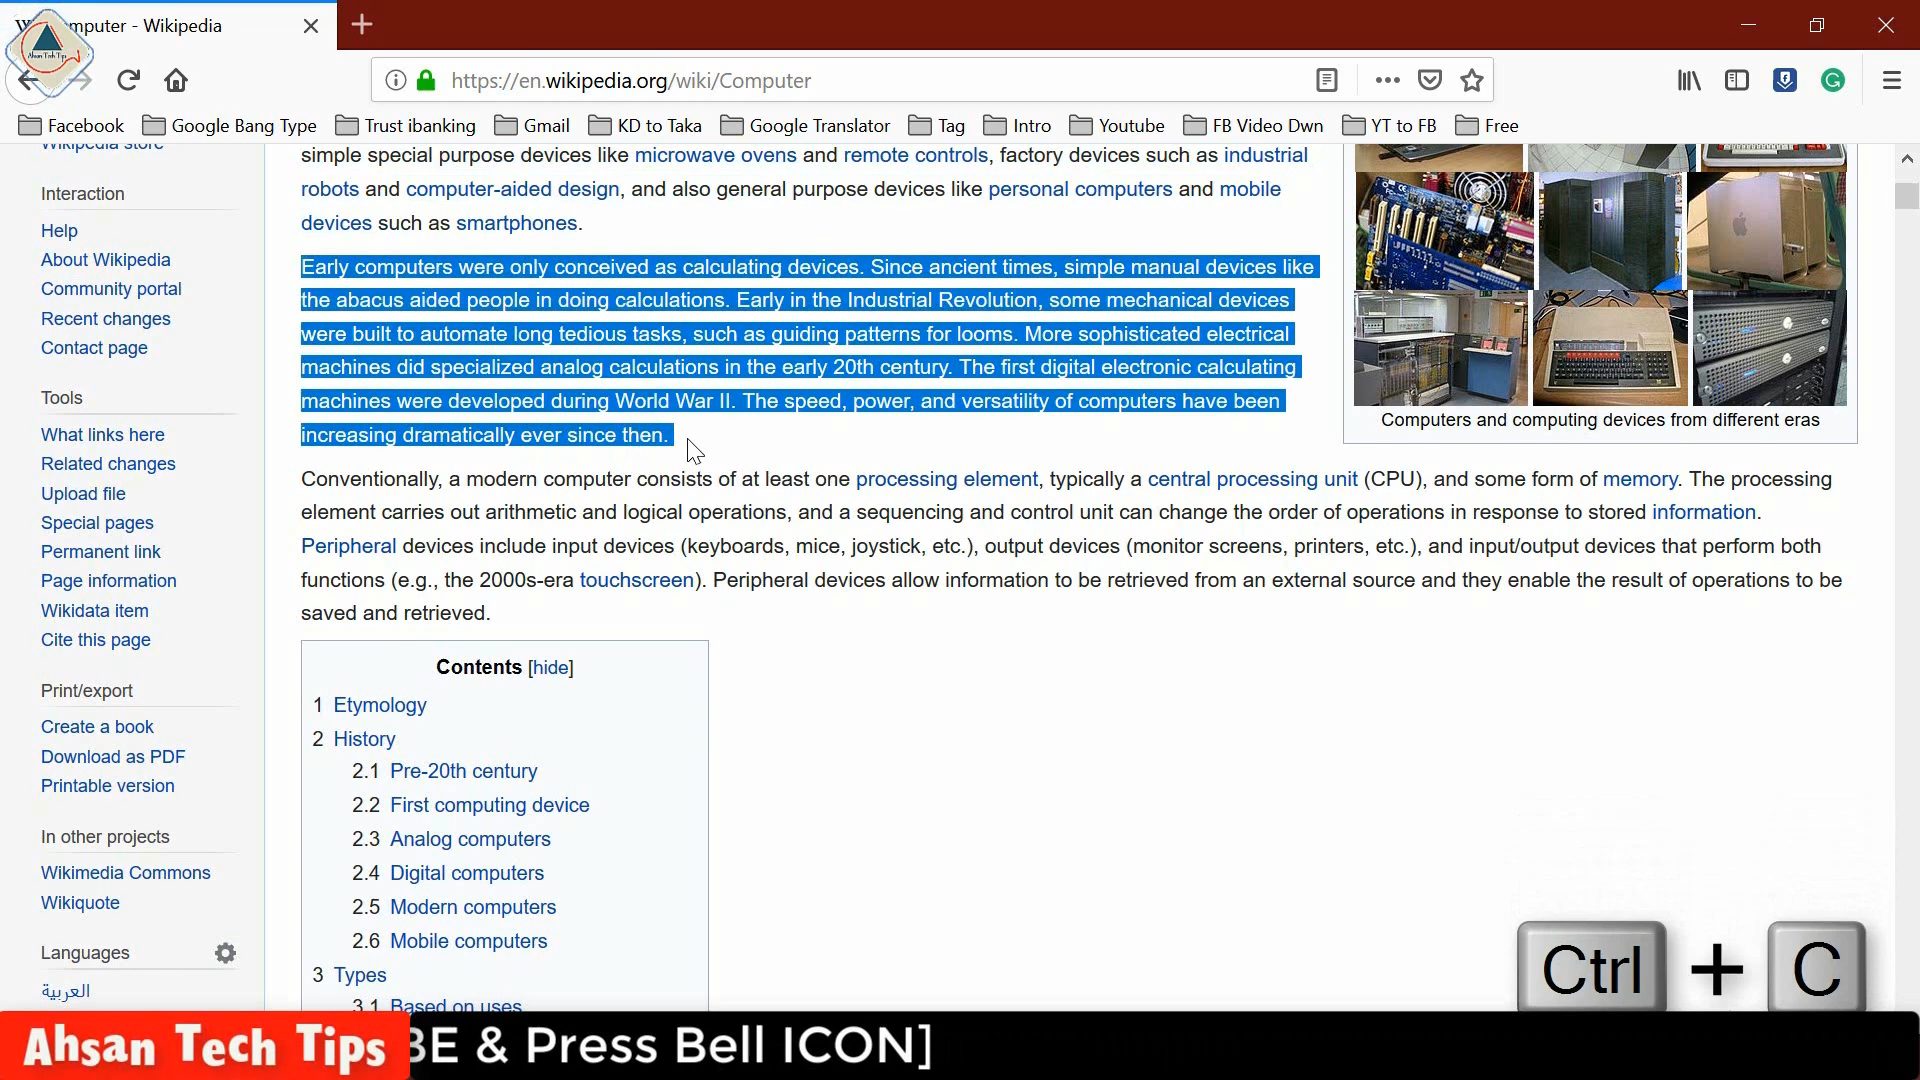 mputer - Wikipedia
Ahsan Tech Tips
https://en.wikipedia.org/wiki/Computer
Facebook Google Bang Type Trust ibanking Gmail KD to Taka Google Translator Tag Intro Youtube FB Video Dwn YT to FB Free
Wikipedia store
Interaction
Help
About Wikipedia
Community portal
Recent changes
Contact page
Tools
What links here
Related changes
Upload file
Special pages
Permanent link
Page information
Wikidata item
Cite this page
Print/export
Create a book
Download as PDF
Printable version
In other projects
Wikimedia Commons
Wikiquote
Languages
العربية
simple special purpose devices like microwave ovens and remote controls, factory devices such as industrial
robots and computer-aided design, and also general purpose devices like personal computers and mobile
devices such as smartphones.
Early computers were only conceived as calculating devices. Since ancient times, simple manual devices like
the abacus aided people in doing calculations. Early in the Industrial Revolution, some mechanical devices
were built to automate long tedious tasks, such as guiding patterns for looms. More sophisticated electrical
machines did specialized analog calculations in the early 20th century. The first digital electronic calculating
machines were developed during World War II. The speed, power, and versatility of computers have been
increasing dramatically ever since then.
Computers and computing devices from different eras
Conventionally, a modern computer consists of at least one processing element, typically a central processing unit (CPU), and some form of memory. The processing
element carries out arithmetic and logical operations, and a sequencing and control unit can change the order of operations in response to stored information.
Peripheral devices include input devices (keyboards, mice, joystick, etc.), output devices (monitor screens, printers, etc.), and input/output devices that perform both
functions (e.g., the 2000s-era touchscreen). Peripheral devices allow information to be retrieved from an external source and they enable the result of operations to be
saved and retrieved.
Contents [hide]
1 Etymology
2 History
2.1 Pre-20th century
2.2 First computing device
2.3 Analog computers
2.4 Digital computers
2.5 Modern computers
2.6 Mobile computers
3 Types
3.1 Based on uses
Ctrl + C
Ahsan Tech Tips BE & Press Bell ICON]